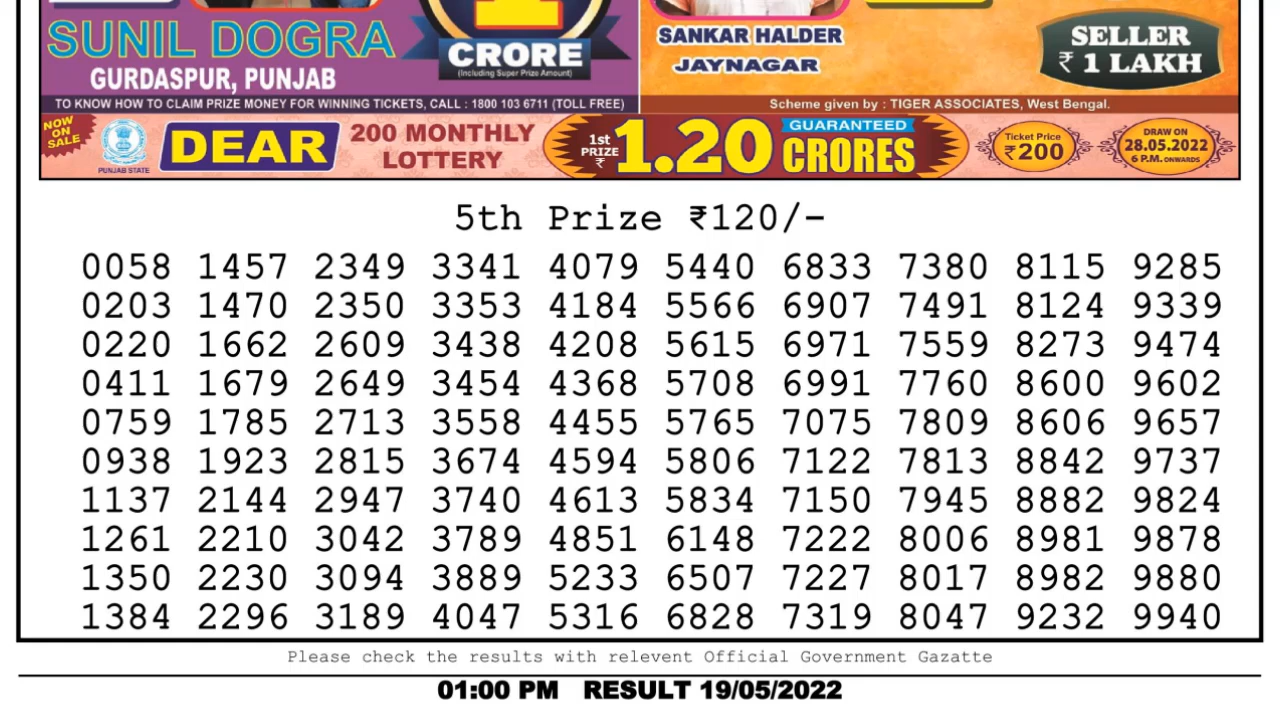 SUNIL DOGRA
GURDASPUR, PUNJAB
1
CRORE
(Including Super Prize Amount)
SANKAR HALDER
JAYNAGAR
SELLER
₹ 1 LAKH
TO KNOW HOW TO CLAIM PRIZE MONEY FOR WINNING TICKETS, CALL : 1800 103 6711 (TOLL FREE)
Scheme given by : TIGER ASSOCIATES, West Bengal.
NOW
ON
SALE
PUNJAB STATE
DEAR
200 MONTHLY
LOTTERY
1st
PRIZE
₹
1.20
GUARANTEED
CRORES
Ticket Price
₹200
DRAW ON
28.05.2022
6 P.M. ONWARDS
5th Prize ₹120/-
0058 1457 2349 3341 4079 5440 6833 7380 8115 9285
0203 1470 2350 3353 4184 5566 6907 7491 8124 9339
0220 1662 2609 3438 4208 5615 6971 7559 8273 9474
0411 1679 2649 3454 4368 5708 6991 7760 8600 9602
0759 1785 2713 3558 4455 5765 7075 7809 8606 9657
0938 1923 2815 3674 4594 5806 7122 7813 8842 9737
1137 2144 2947 3740 4613 5834 7150 7945 8882 9824
1261 2210 3042 3789 4851 6148 7222 8006 8981 9878
1350 2230 3094 3889 5233 6507 7227 8017 8982 9880
1384 2296 3189 4047 5316 6828 7319 8047 9232 9940
Please check the results with relevent Official Government Gazatte
01:00 PM RESULT 19/05/2022